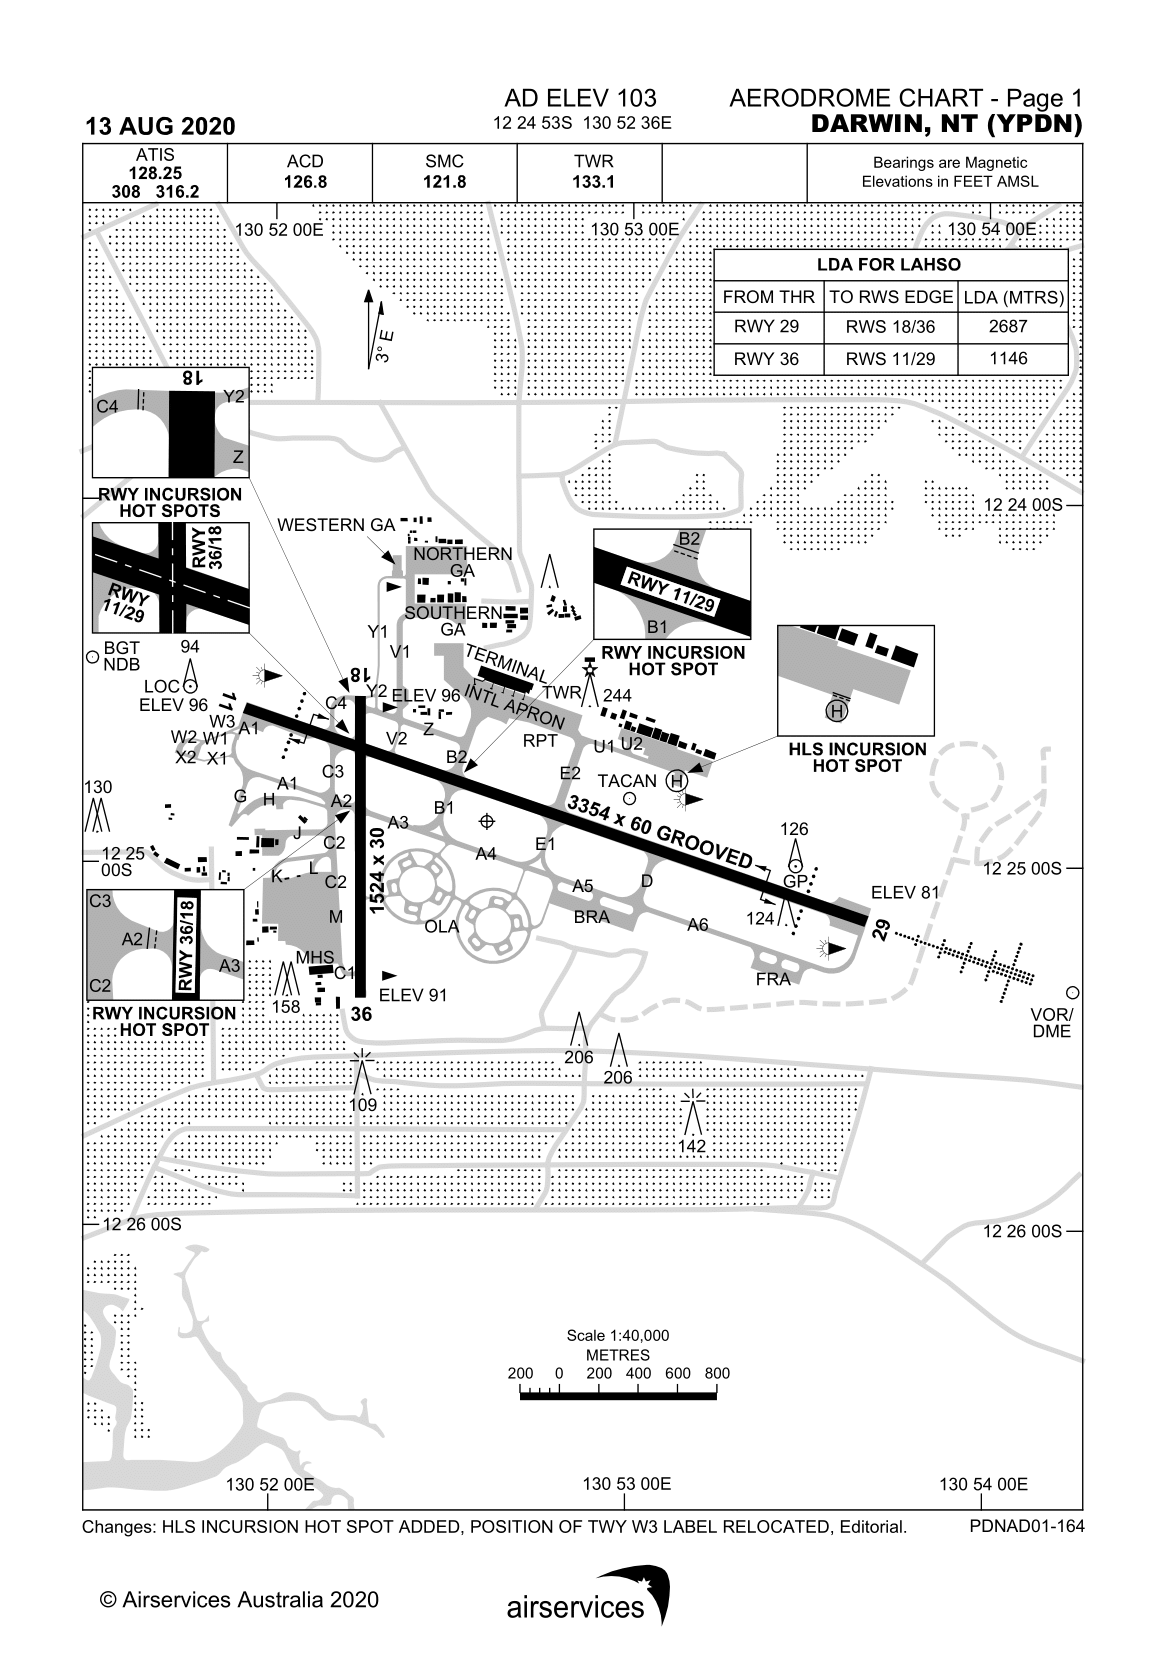 AD ELEV 103
12 24 53S 130 52 36E
AERODROME CHART - Page 1
13 AUG 2020
DARWIN, NT (YPDN)
ATIS
128.25
308 316.2
ACD
126.8
SMC
121.8
TWR
133.1
Bearings are Magnetic
Elevations in FEET AMSL
130 52 00E
130 53 00E
130 54 00E
LDA FOR LAHSO
FROM THR TO RWS EDGE LDA (MTRS)
RWY 29 RWS 18/36 2687
RWY 36 RWS 11/29 1146
3° E
18
C4
Y2
Z
RWY INCURSION
HOT SPOTS
12 24 00S
RWY
36/18
RWY
11/29
WESTERN GA
NORTHERN
GA
SOUTHERN
GA
B2
RWY 11/29
B1
RWY INCURSION
HOT SPOT
H
HLS INCURSION
HOT SPOT
BGT
NDB
94
LOC
ELEV 96
Y1
V1
TERMINAL
INTL APRON
TWR
244
18
Y2
ELEV 96
C4
11
W3
A1
W2
W1
X2
X1
V2
Z
B2
RPT
U1
U2
E2
TACAN
H
C3
A1
G
H
A2
B1
A3
3354 x 60 GROOVED
130
J
C2
A4
E1
126
12 25
00S
12 25 00S
K
L
C2
1524 x 30
A5
D
GP
ELEV 81
M
OLA
BRA
A6
124
29
C3
A2
RWY 36/18
A3
C2
RWY INCURSION
HOT SPOT
MHS
C1
158
ELEV 91
36
FRA
VOR/
DME
206
206
109
142
12 26 00S
12 26 00S
Scale 1:40,000
METRES
200 0 200 400 600 800
130 52 00E
130 53 00E
130 54 00E
Changes: HLS INCURSION HOT SPOT ADDED, POSITION OF TWY W3 LABEL RELOCATED, Editorial.
PDNAD01-164
© Airservices Australia 2020
airservices